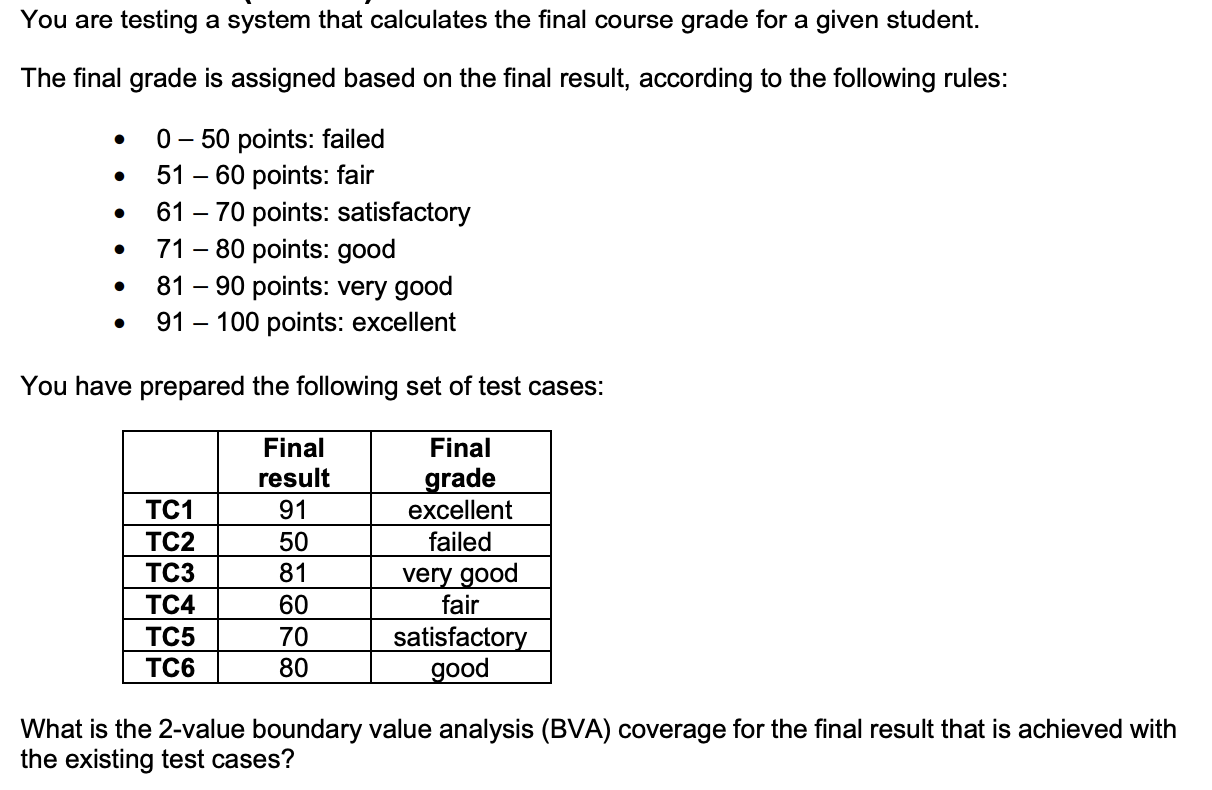 You are testing a system that calculates the final course grade for a given student.
The final grade is assigned based on the final result, according to the following rules:
• 0 – 50 points: failed
• 51 – 60 points: fair
• 61 – 70 points: satisfactory
• 71 – 80 points: good
• 81 – 90 points: very good
• 91 – 100 points: excellent
You have prepared the following set of test cases:
Final result Final grade
TC1 91 excellent
TC2 50 failed
TC3 81 very good
TC4 60 fair
TC5 70 satisfactory
TC6 80 good
What is the 2-value boundary value analysis (BVA) coverage for the final result that is achieved with
the existing test cases?